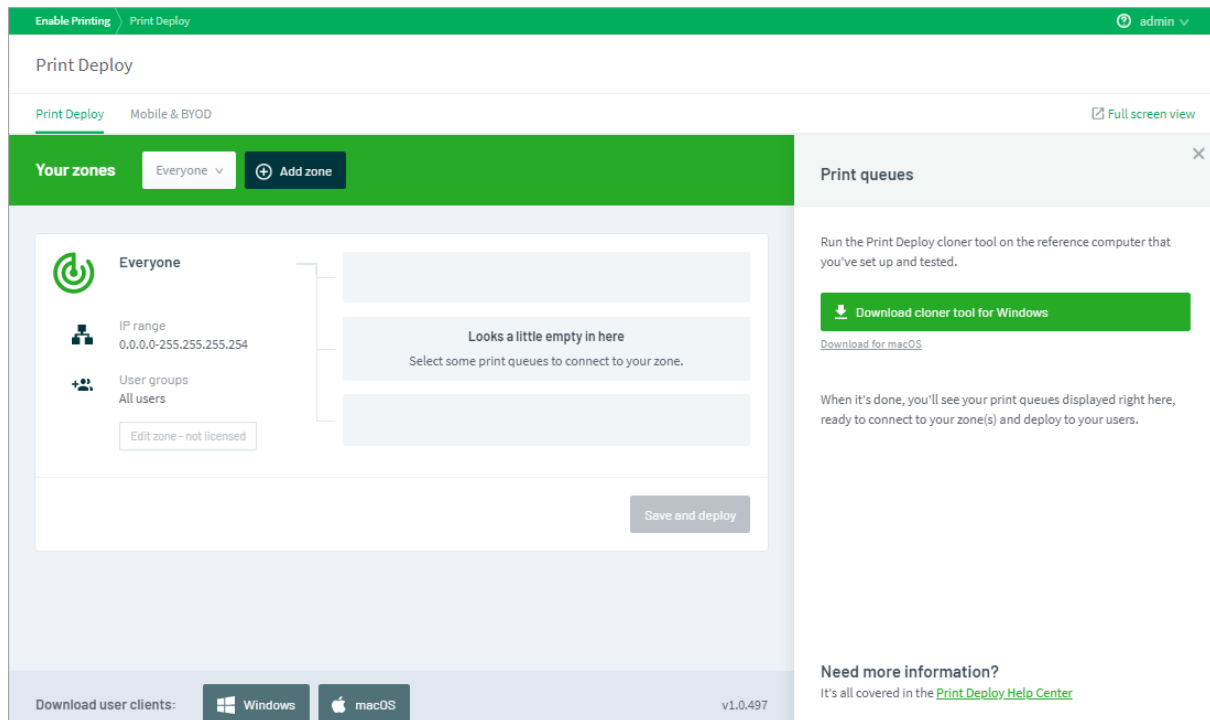 Enable Printing Print Deploy
admin
Print Deploy
Print Deploy Mobile & BYOD
Full screen view
Your zones Everyone Add zone
Everyone
IP range
0.0.0.0-255.255.255.254
User groups
All users
Edit zone - not licensed
Looks a little empty in here
Select some print queues to connect to your zone.
Save and deploy
Download user clients: Windows macOS v1.0.497
Print queues
Run the Print Deploy cloner tool on the reference computer that
you've set up and tested.
Download cloner tool for Windows
Download for macOS
When it's done, you'll see your print queues displayed right here,
ready to connect to your zone(s) and deploy to your users.
Need more information?
It's all covered in the Print Deploy Help Center